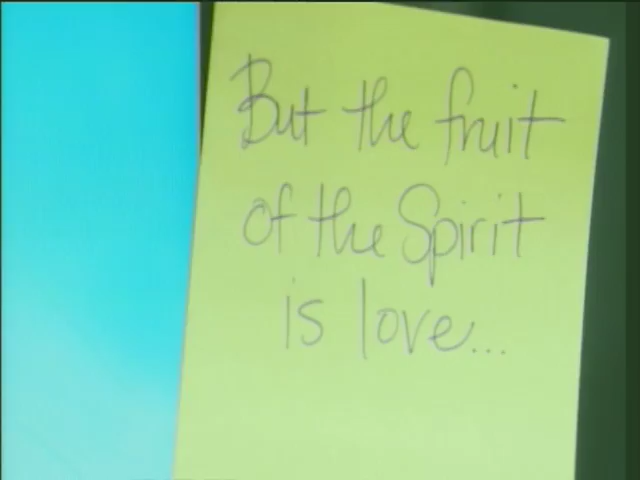 But the fruit
of the Spirit
is love...